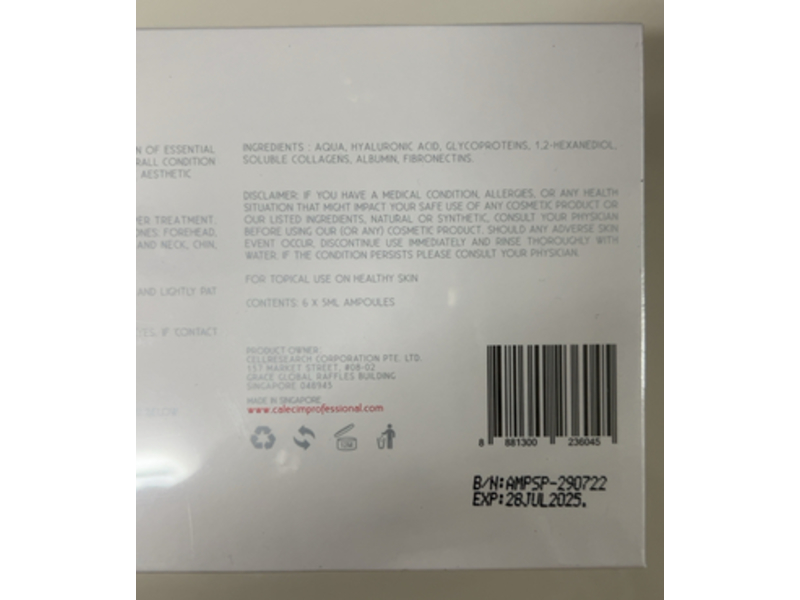 N OF ESSENTIAL
RALL CONDITION
AESTHETIC
ER TREATMENT.
ONES: FOREHEAD,
AND NECK, CHIN,
AND LIGHTLY PAT
IF CONTACT
INGREDIENTS : AQUA, HYALURONIC ACID, GLYCOPROTEINS, 1,2-HEXANEDIOL,
SOLUBLE COLLAGENS, ALBUMIN, FIBRONECTINS.
DISCLAIMER: IF YOU HAVE A MEDICAL CONDITION, ALLERGIES, OR ANY HEALTH
SITUATION THAT MIGHT IMPACT YOUR SAFE USE OF ANY COSMETIC PRODUCT OR
OUR LISTED INGREDIENTS, NATURAL OR SYNTHETIC, CONSULT YOUR PHYSICIAN
BEFORE USING OUR (OR ANY) COSMETIC PRODUCT. SHOULD ANY ADVERSE SKIN
EVENT OCCUR, DISCONTINUE USE IMMEDIATELY AND RINSE THOROUGHLY WITH
WATER. IF THE CONDITION PERSISTS PLEASE CONSULT YOUR PHYSICIAN.
FOR TOPICAL USE ON HEALTHY SKIN
CONTENTS: 6 X 5ML AMPOULES
PRODUCT OWNER:
CELLRESEARCH CORPORATION PTE. LTD.
137 MARKET STREET, #08-02
GRACE GLOBAL RAFFLES BUILDING
SINGAPORE 048943
MADE IN SINGAPORE
www.calecimprofessional.com
8 881300 236045
B/N:AMPSP-290722
EXP:28JUL2025.